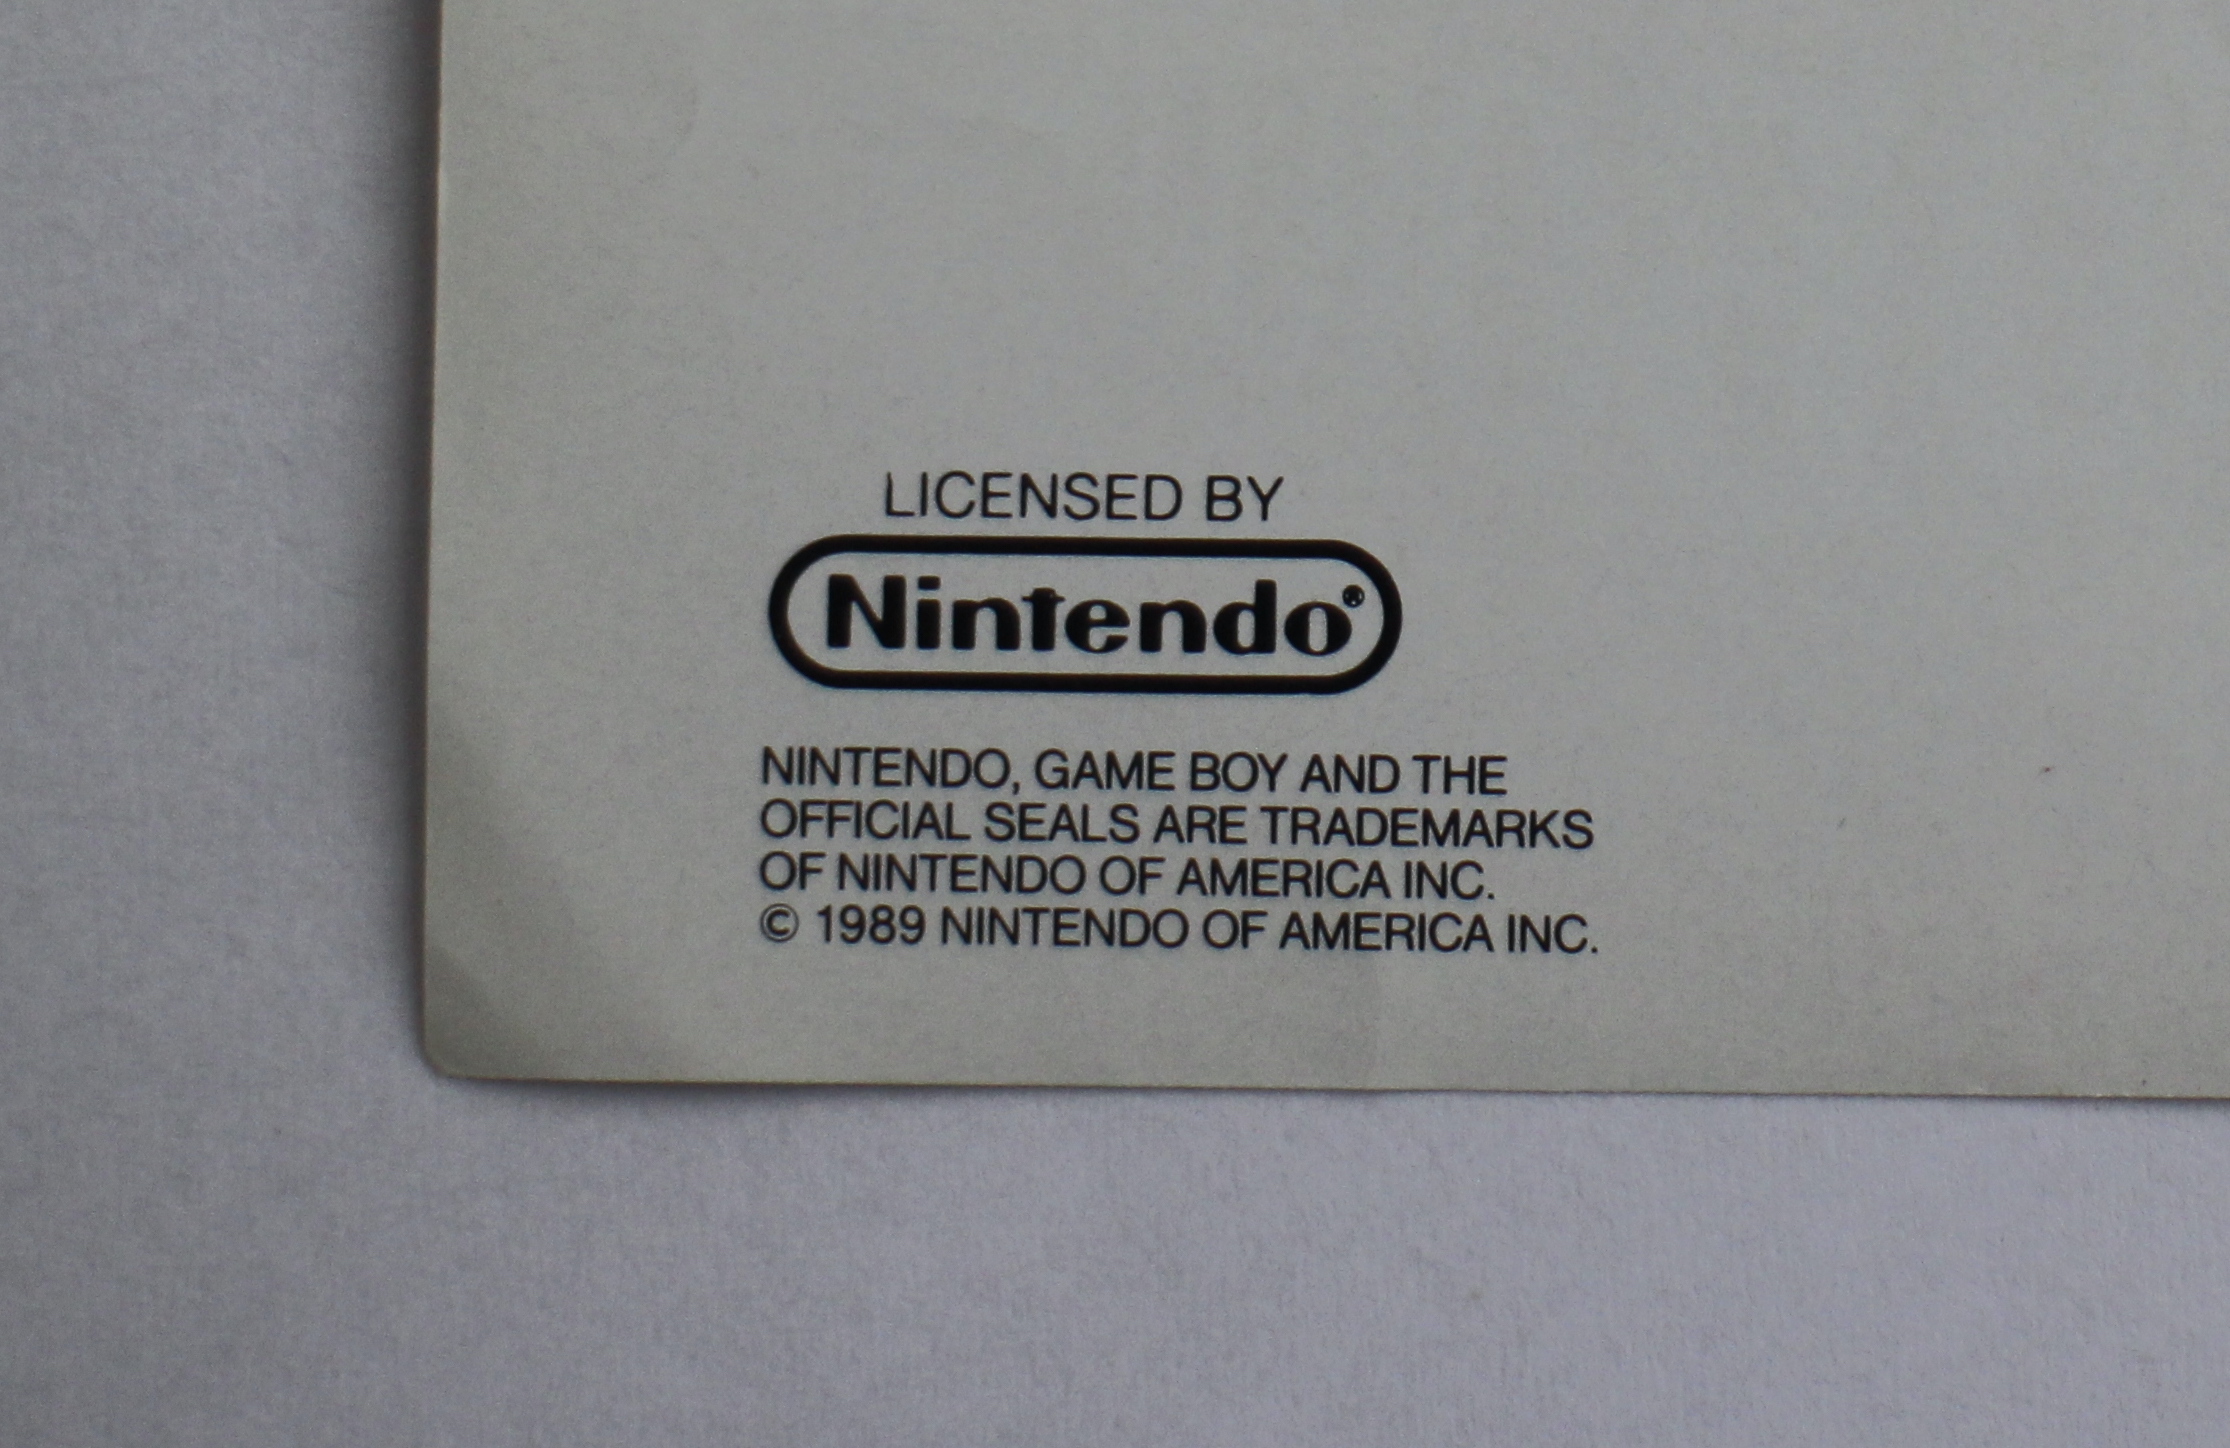 LICENSED BY
Nintendo®
NINTENDO, GAME BOY AND THE
OFFICIAL SEALS ARE TRADEMARKS
OF NINTENDO OF AMERICA INC.
© 1989 NINTENDO OF AMERICA INC.